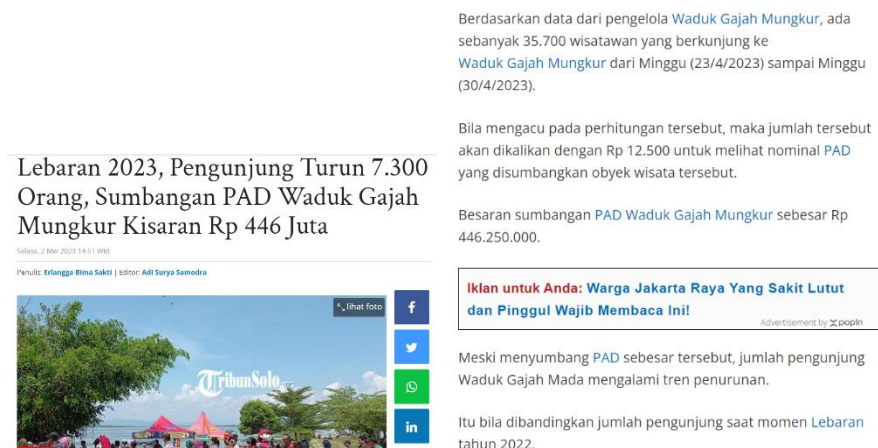 Lebaran 2023, Pengunjung Turun 7.300
Orang, Sumbangan PAD Waduk Gajah
Mungkur Kisaran Rp 446 Juta
Selasa, 2 Mei 2023 14:51 WIB
Penulis: Erlangga Bima Sakti | Editor: Adi Surya Samodra
lihat foto
TribunSolo
Berdasarkan data dari pengelola Waduk Gajah Mungkur, ada
sebanyak 35.700 wisatawan yang berkunjung ke
Waduk Gajah Mungkur dari Minggu (23/4/2023) sampai Minggu
(30/4/2023).
Bila mengacu pada perhitungan tersebut, maka jumlah tersebut
akan dikalikan dengan Rp 12.500 untuk melihat nominal PAD
yang disumbangkan obyek wisata tersebut.
Besaran sumbangan PAD Waduk Gajah Mungkur sebesar Rp
446.250.000.
Iklan untuk Anda: Warga Jakarta Raya Yang Sakit Lutut
dan Pinggul Wajib Membaca Ini!
Advertisement by popIn
Meski menyumbang PAD sebesar tersebut, jumlah pengunjung
Waduk Gajah Mada mengalami tren penurunan.
Itu bila dibandingkan jumlah pengunjung saat momen Lebaran
tahun 2022.